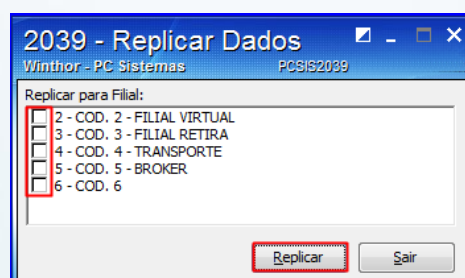 2039 - Replicar Dados
Winthor - PC Sistemas PCSIS2039
Replicar para Filial:
2 - COD. 2 - FILIAL VIRTUAL
3 - COD. 3 - FILIAL RETIRA
4 - COD. 4 - TRANSPORTE
5 - COD. 5 - BROKER
6 - COD. 6
Replicar Sair